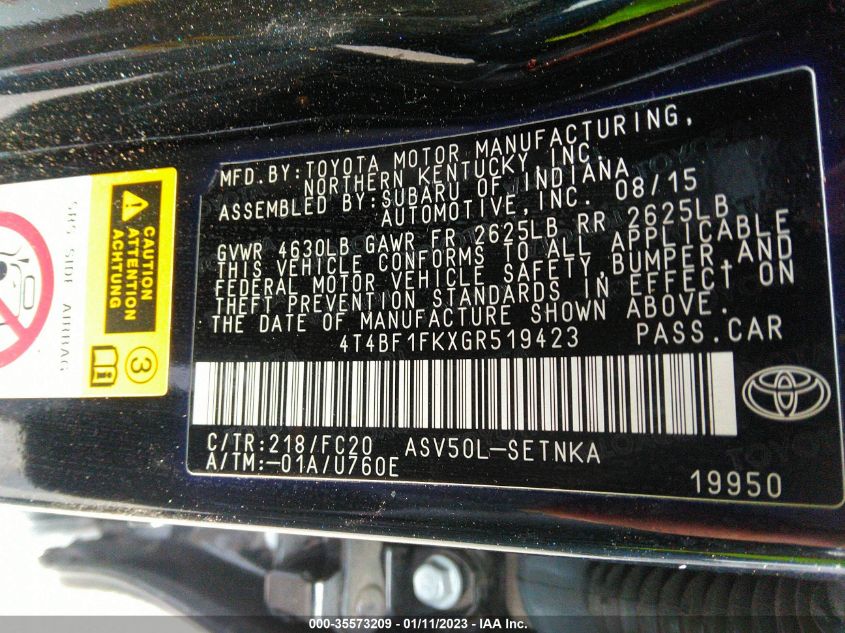 SRS SIDE AIRBAG
CAUTION
ATTENTION
ACHTUNG
3
MFD.BY:TOYOTA MOTOR MANUFACTURING,
NORTHERN KENTUCKY INC.
ASSEMBLED BY:SUBARU OF INDIANA
AUTOMOTIVE,INC. 08/15
GVWR 4630LB GAWR FR 2625LB RR 2625LB
THIS VEHICLE CONFORMS TO ALL APPLICABLE
FEDERAL MOTOR VEHICLE SAFETY,BUMPER,AND
THEFT PREVENTION STANDARDS IN EFFECT ON
THE DATE OF MANUFACTURE SHOWN ABOVE.
4T4BF1FKXGR519423 PASS.CAR
C/TR:218/FC20 ASV50L-SETNKA
A/TM:-01A/U760E
19950
000-35573209 - 01/11/2023 - IAA Inc.